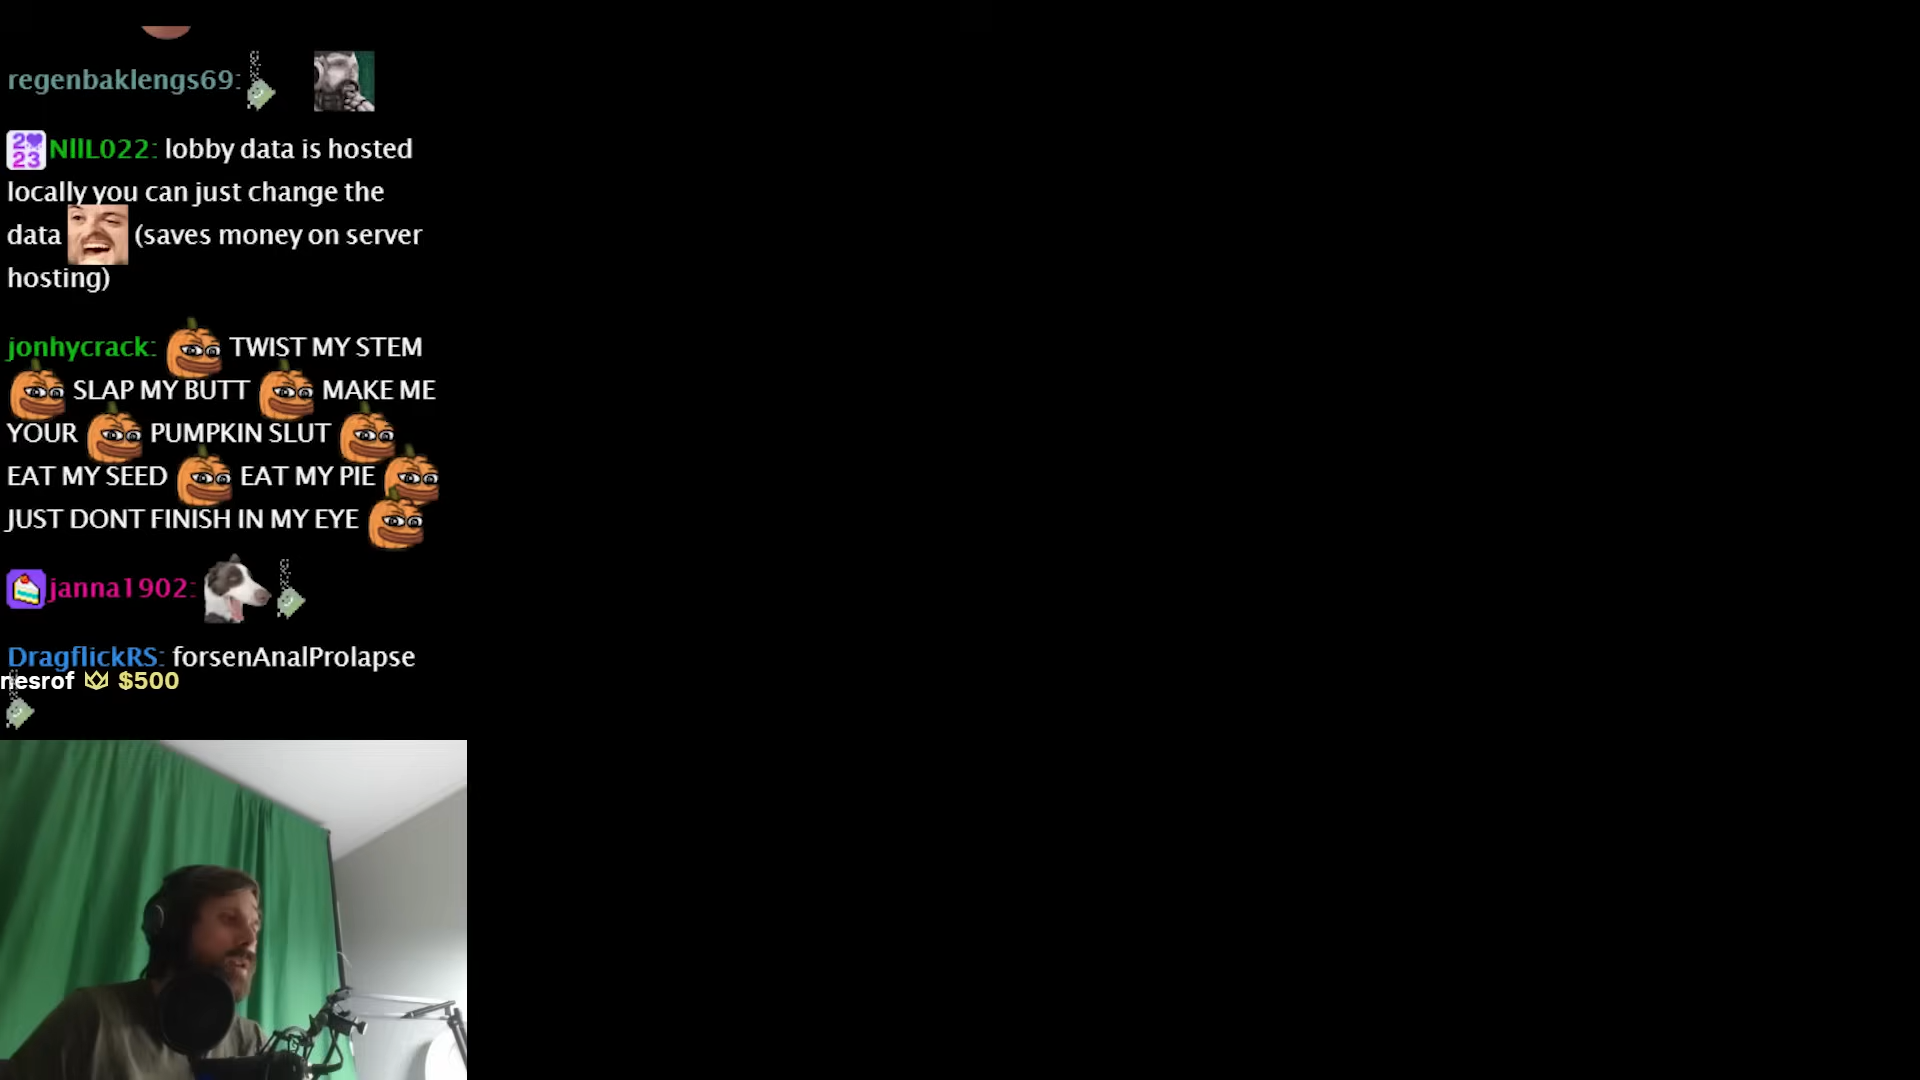 regenbaklengs69:
2023 NllL022: lobby data is hosted
locally you can just change the
data (saves money on server
hosting)
jonhycrack: TWIST MY STEM
SLAP MY BUTT MAKE ME
YOUR PUMPKIN SLUT
EAT MY SEED EAT MY PIE
JUST DONT FINISH IN MY EYE
janna1902:
DragflickRS: forsenAnalProlapse
nesrof $500